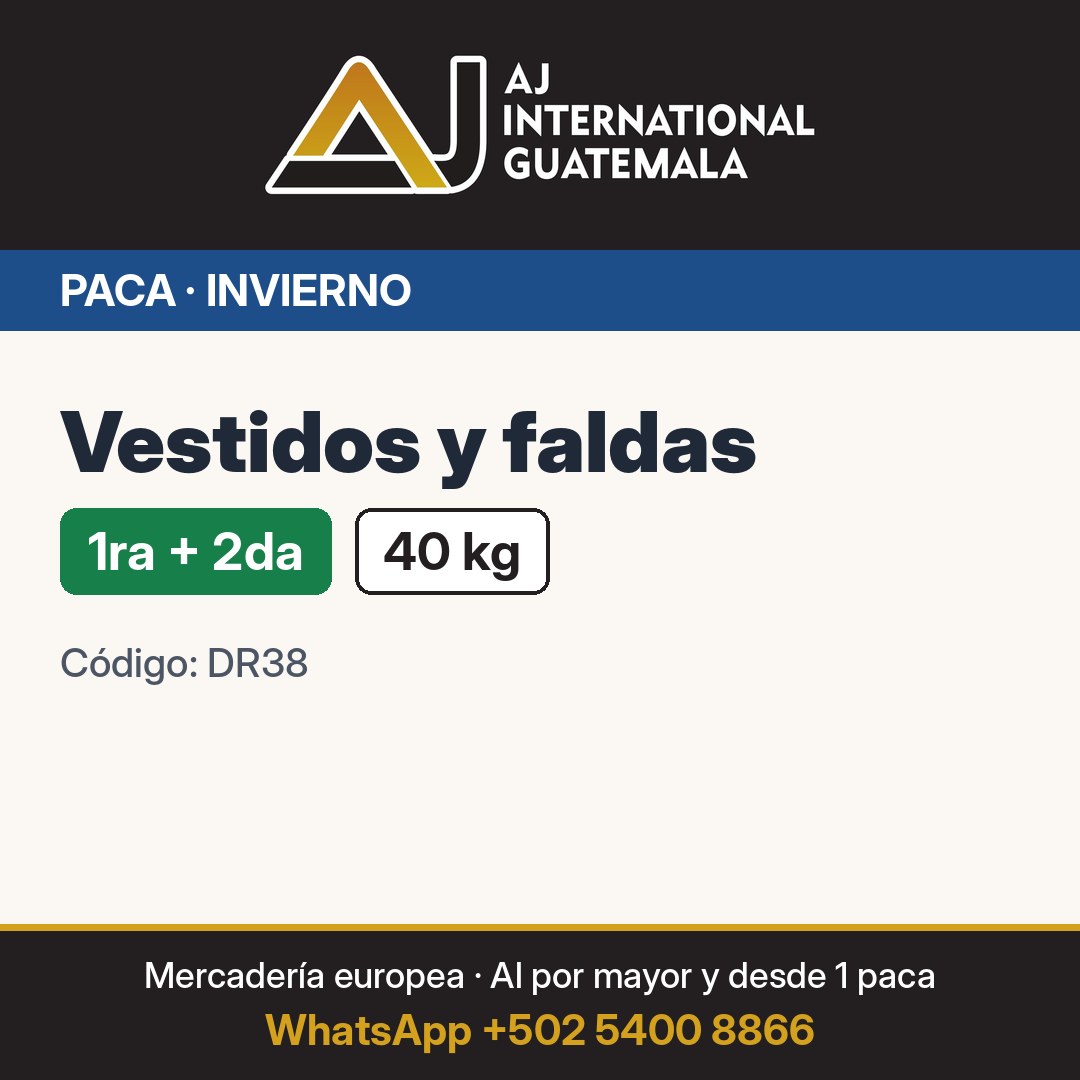 AJ
AJ
INTERNATIONAL
GUATEMALA
PACA · INVIERNO
Vestidos y faldas
1ra + 2da
40 kg
Código: DR38
Mercadería europea · Al por mayor y desde 1 paca
WhatsApp +502 5400 8866